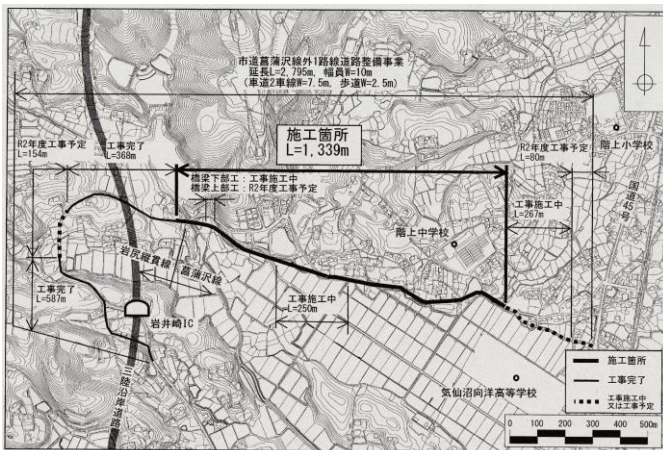 市道菖蒲沢線外1路線道路整備事業
延長L=2,795m, 幅員W=10m
(車道2車線W=7.5m, 歩道W=2.5m)
施工箇所
L=1,339m
R2年度工事予定
L=154m
工事完了
L=368m
橋梁下部工:工事施工中
橋梁上部工:R2年度工事予定
R2年度工事予定
L=80m
階上小学校
国道45号
工事施工中
L=267m
階上中学校
岩尻縦貫線
菖蒲沢線
工事完了
L=587m
岩井崎IC
工事施工中
L=250m
三陸沿岸道路
気仙沼向洋高等学校
施工箇所
工事完了
工事施工中
又は工事予定
0 100 200 300 400 500m